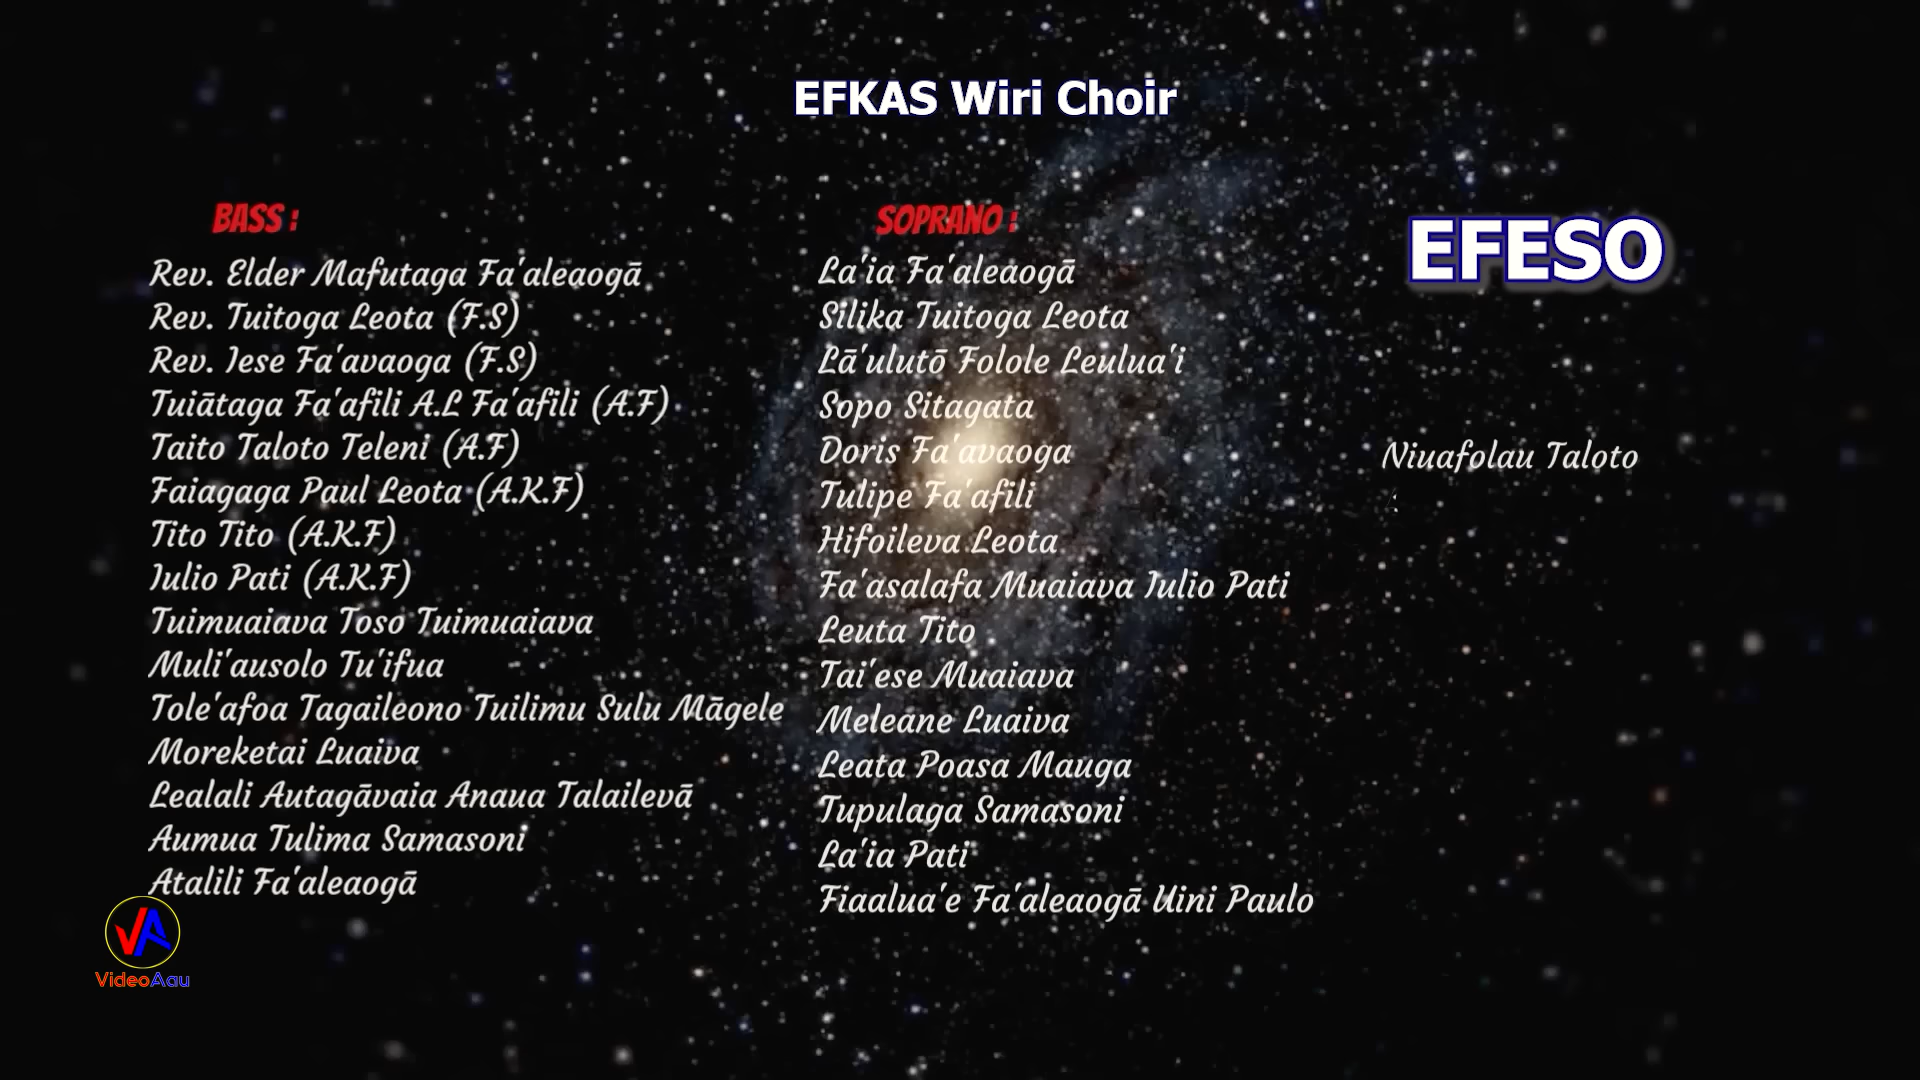 EFKAS Wiri Choir
BASS :
Rev. Elder Mafutaga Fa'aleaogā
Rev. Tuitoga Leota (F.S)
Rev. Iese Fa'avaoga (F.S)
Tuiātaga Fa'afili A.L Fa'afili (A.F)
Taito Taloto Teleni (A.F)
Faiagaga Paul Leota (A.K.F)
Tito Tito (A.K.F)
Iulio Pati (A.K.F)
Tuimuaiava Toso Tuimuaiava
Muli'ausolo Tu'ifua
Tole'afoa Tagaileono Tuilimu Sulu Māgele
Moreketai Luaiva
Lealali Autagāvaia Anaua Talailevā
Aumua Tulima Samasoni
Atalili Fa'aleaogā
SOPRANO :
La'ia Fa'aleaogā
Silika Tuitoga Leota
Lā'ulutō Folole Leulua'i
Sopo Sitagata
Doris Fa'avaoga
Tulipe Fa'afili
Hifoileva Leota
Fa'asalafa Muaiava Iulio Pati
Leuta Tito
Tai'ese Muaiava
Meleane Luaiva
Leata Poasa Mauga
Tupulaga Samasoni
La'ia Pati
Fiaalua'e Fa'aleaogā Uini Paulo
EFESO
Niuafolau Taloto
:
VA
VideoAau